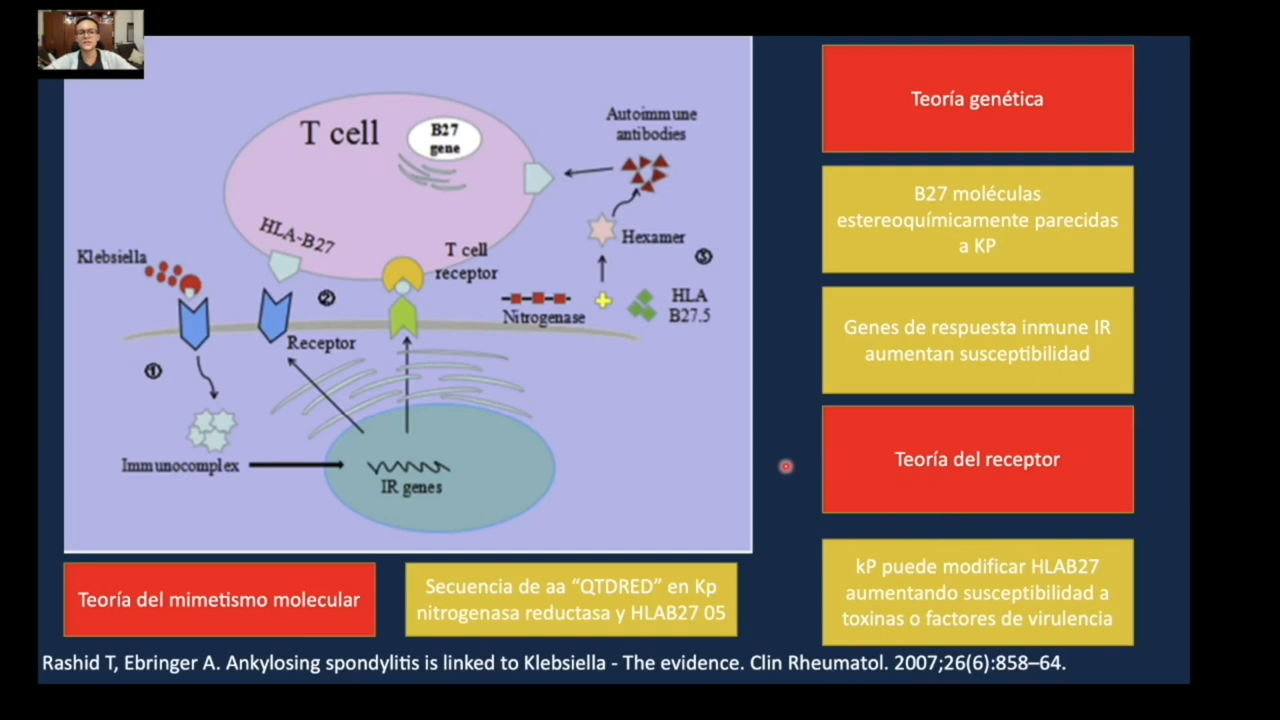 T cell
B27
gene
Autoimmune
antibodies
HLA-B27
Klebsiella
T cell
receptor
Hexamer
③
②
Nitrogenase
HLA
B27.5
Receptor
①
Immunocomplex
IR genes
Teoría genética
B27 moléculas
estereoquímicamente parecidas
a KP
Genes de respuesta inmune IR
aumentan susceptibilidad
Teoría del receptor
kP puede modificar HLAB27
aumentando susceptibilidad a
toxinas o factores de virulencia
Teoría del mimetismo molecular
Secuencia de aa “QTDRED” en Kp
nitrogenasa reductasa y HLAB27 05
Rashid T, Ebringer A. Ankylosing spondylitis is linked to Klebsiella - The evidence. Clin Rheumatol. 2007;26(6):858–64.